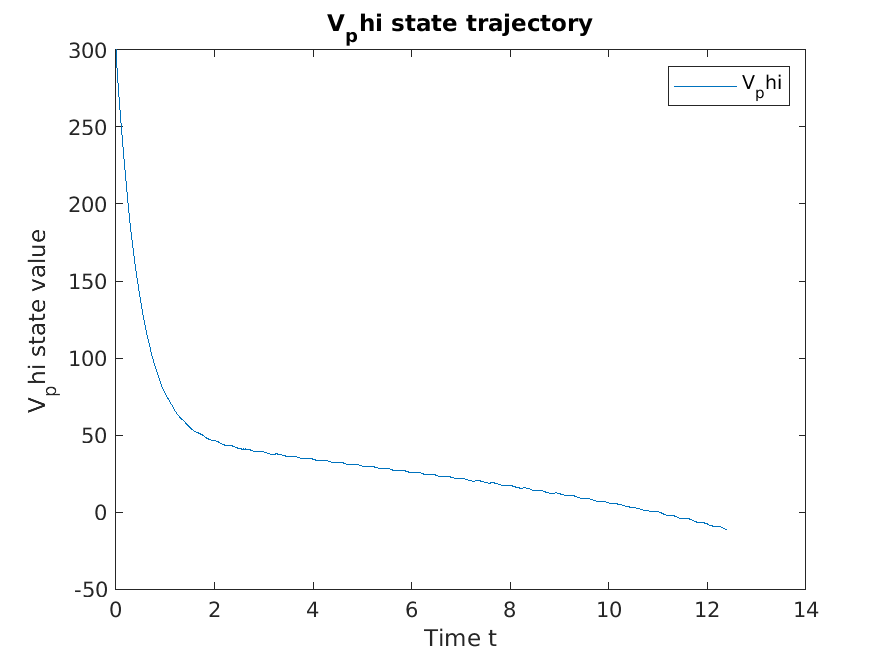 V_phi state trajectory
V_phi
300
250
200
150
100
50
0
-50
V_phi state value
0 2 4 6 8 10 12 14
Time t